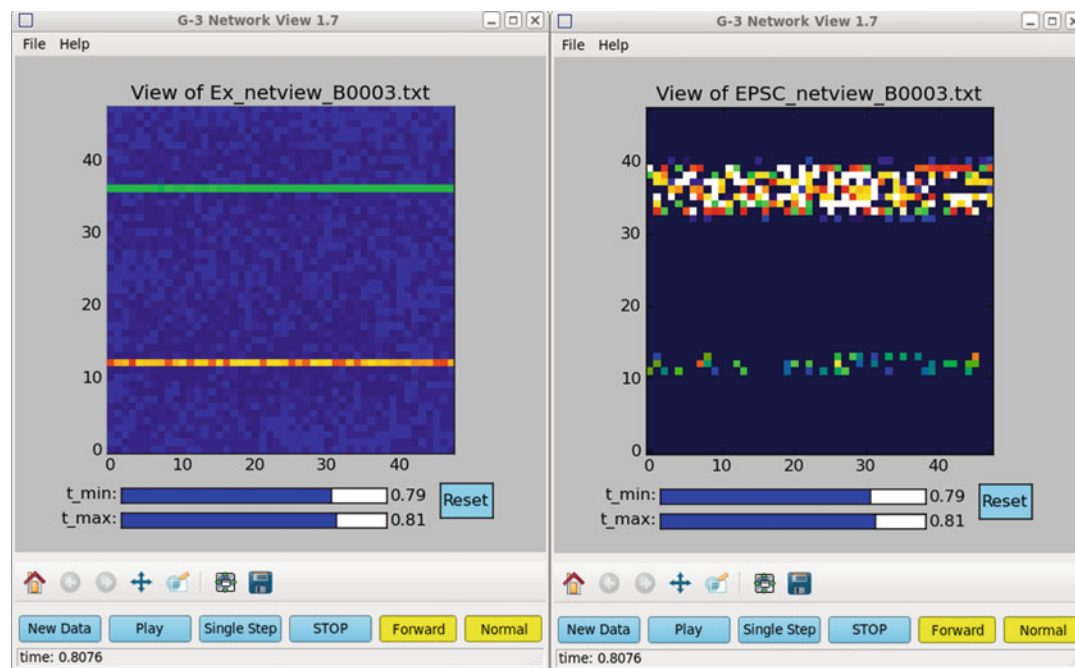 G-3 Network View 1.7
File Help
View of Ex_netview_B0003.txt
40
30
20
10
0
0 10 20 30 40
t_min: 0.79
t_max: 0.81
Reset
New Data Play Single Step STOP Forward Normal
time: 0.8076
G-3 Network View 1.7
File Help
View of EPSC_netview_B0003.txt
40
30
20
10
0
0 10 20 30 40
t_min: 0.79
t_max: 0.81
Reset
New Data Play Single Step STOP Forward Normal
time: 0.8076